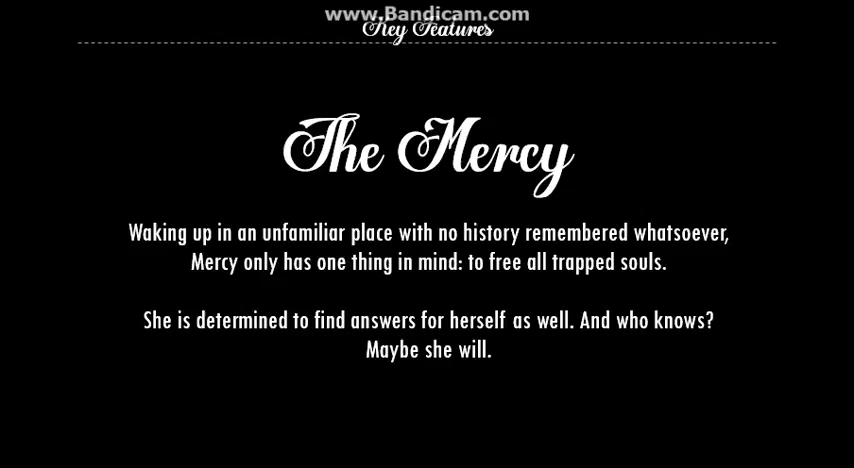 www.Bandicam.com
Key Features
The Mercy
Waking up in an unfamiliar place with no history remembered whatsoever,
Mercy only has one thing in mind: to free all trapped souls.
She is determined to find answers for herself as well. And who knows?
Maybe she will.